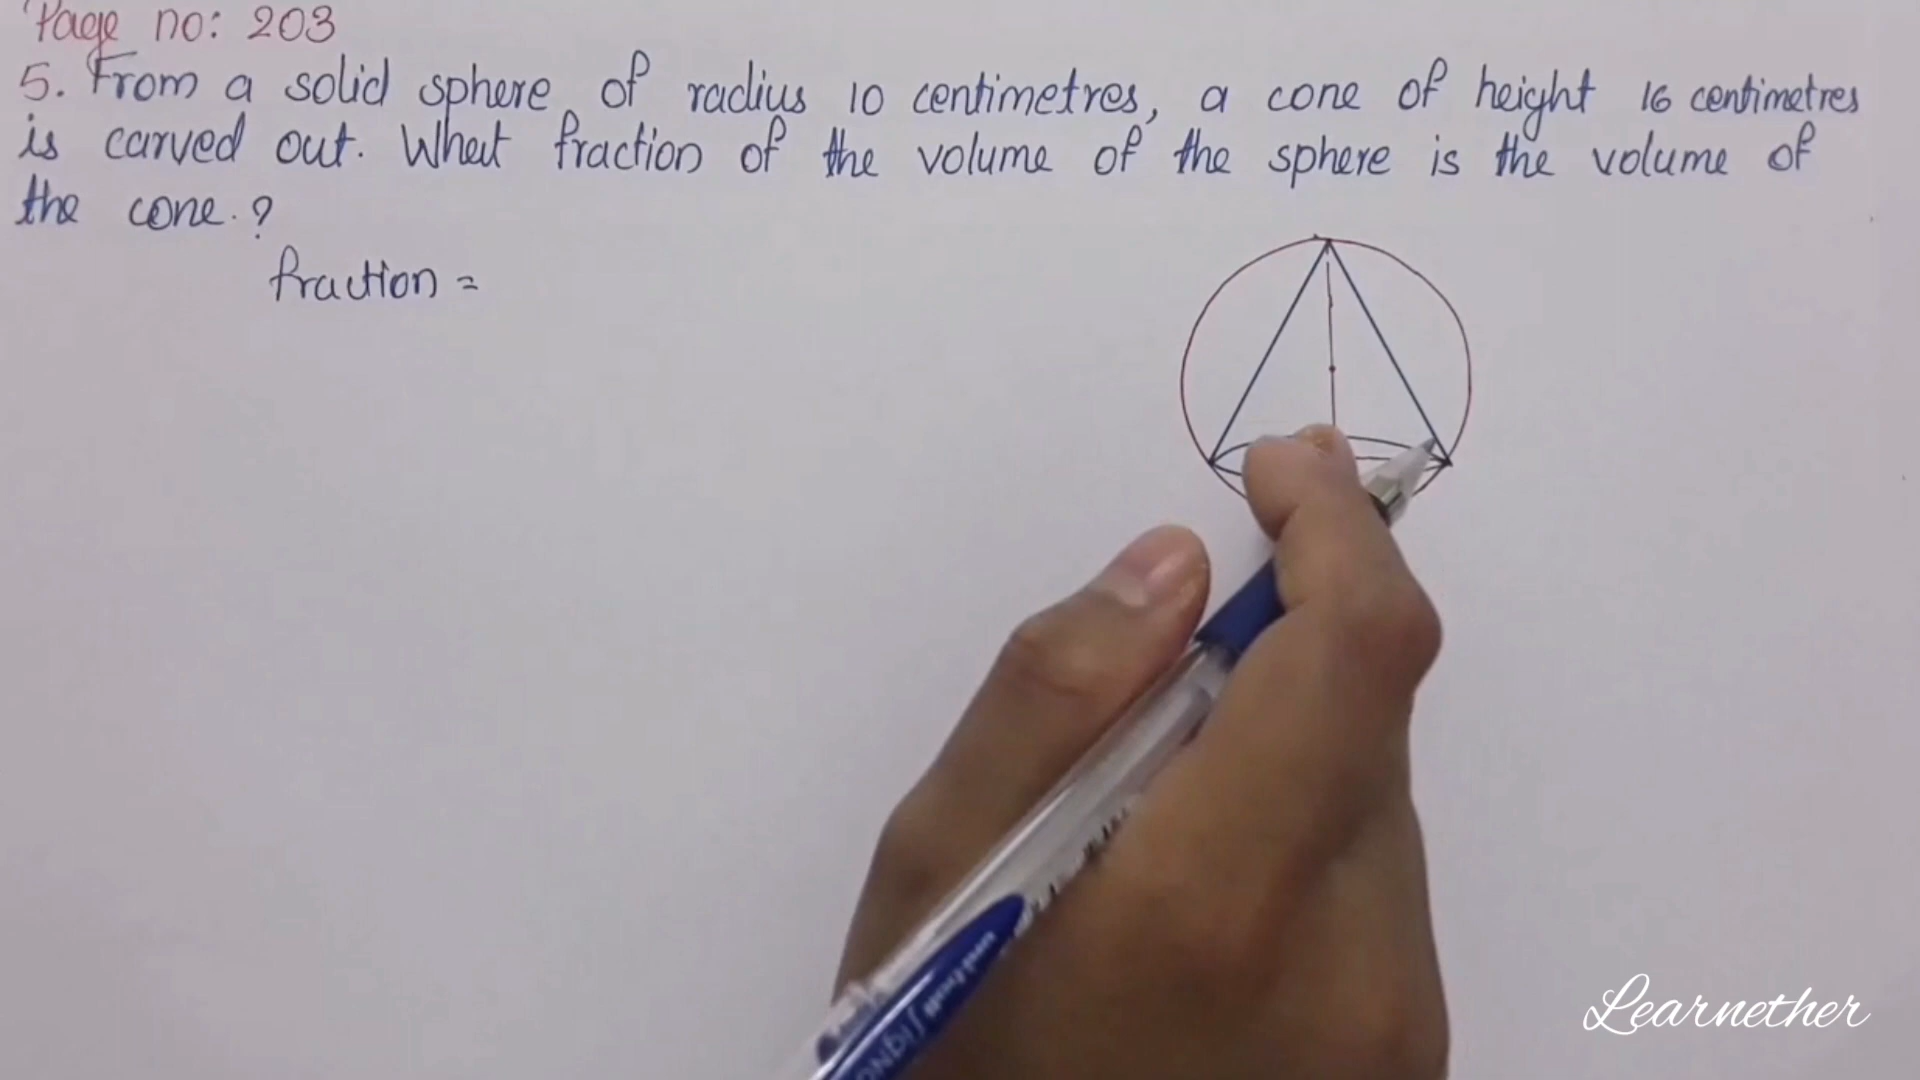 Page no: 203
5. From a solid sphere of radius 10 centimetres, a cone of height 16 centimetres
is carved out. What fraction of the volume of the sphere is the volume of
the cone.?
fraction =
Learnether